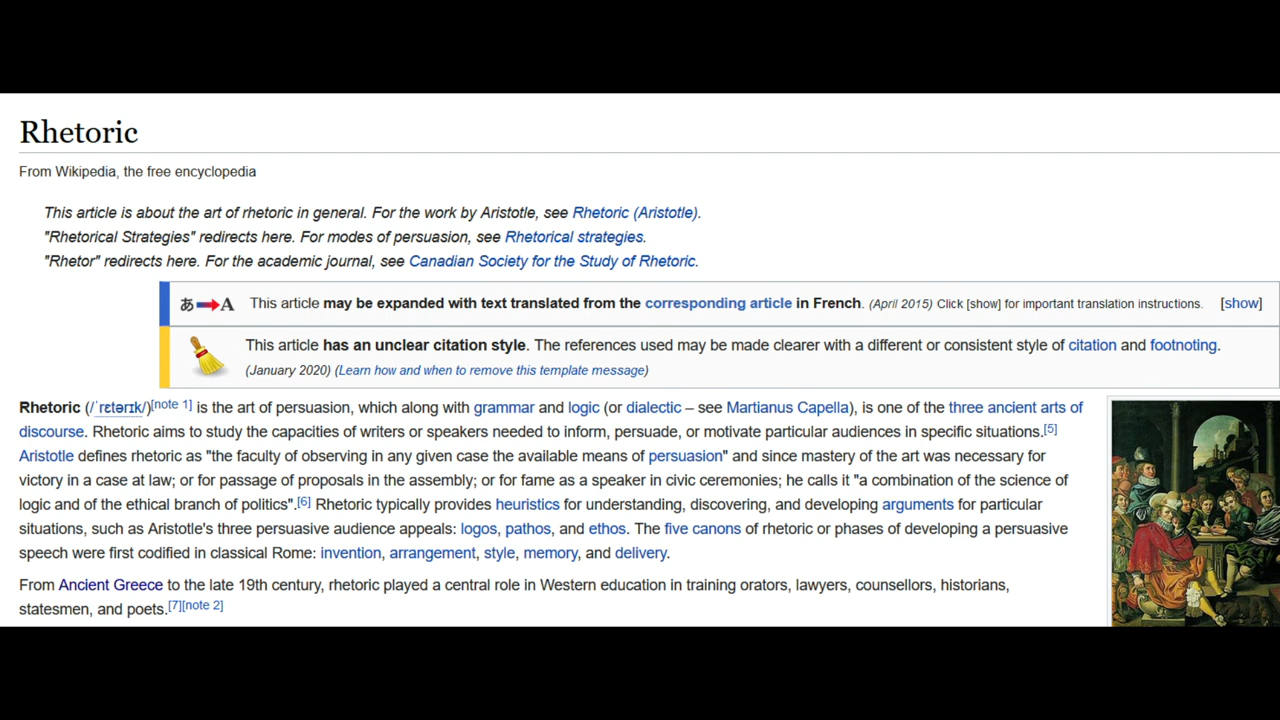 Rhetoric
From Wikipedia, the free encyclopedia
This article is about the art of rhetoric in general. For the work by Aristotle, see Rhetoric (Aristotle).
"Rhetorical Strategies" redirects here. For modes of persuasion, see Rhetorical strategies.
"Rhetor" redirects here. For the academic journal, see Canadian Society for the Study of Rhetoric.
あ A This article may be expanded with text translated from the corresponding article in French. (April 2015) Click [show] for important translation instructions. [show]
This article has an unclear citation style. The references used may be made clearer with a different or consistent style of citation and footnoting.
(January 2020) (Learn how and when to remove this template message)
Rhetoric (/ˈrɛtərɪk/)[note 1] is the art of persuasion, which along with grammar and logic (or dialectic – see Martianus Capella), is one of the three ancient arts of
discourse. Rhetoric aims to study the capacities of writers or speakers needed to inform, persuade, or motivate particular audiences in specific situations.[5]
Aristotle defines rhetoric as "the faculty of observing in any given case the available means of persuasion" and since mastery of the art was necessary for
victory in a case at law; or for passage of proposals in the assembly; or for fame as a speaker in civic ceremonies; he calls it "a combination of the science of
logic and of the ethical branch of politics".[6] Rhetoric typically provides heuristics for understanding, discovering, and developing arguments for particular
situations, such as Aristotle's three persuasive audience appeals: logos, pathos, and ethos. The five canons of rhetoric or phases of developing a persuasive
speech were first codified in classical Rome: invention, arrangement, style, memory, and delivery.
From Ancient Greece to the late 19th century, rhetoric played a central role in Western education in training orators, lawyers, counsellors, historians,
statesmen, and poets.[7][note 2]